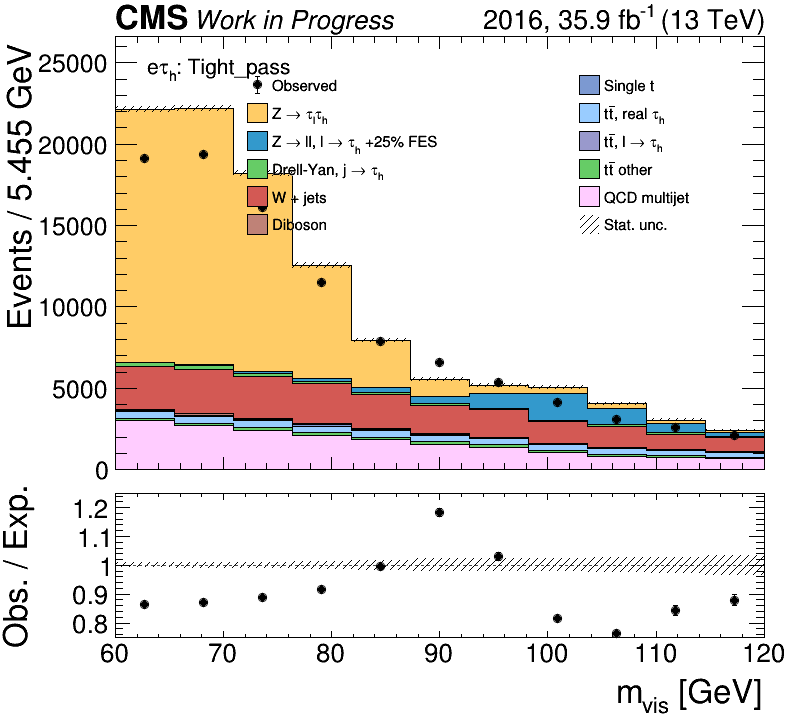 CMS Work in Progress 2016, 35.9 fb⁻¹ (13 TeV)
Events / 5.455 GeV
25000
20000
15000
10000
5000
0
eτₕ: Tight_pass
Observed
Z → τₗτₕ
Z → ll, l → τₕ +25% FES
Drell-Yan, j → τₕ
W + jets
Diboson
Single t
tt̄, real τₕ
tt̄, l → τₕ
tt̄ other
QCD multijet
Stat. unc.
Obs. / Exp.
1.2
1.1
1
0.9
0.8
60 70 80 90 100 110 120
m_vis [GeV]